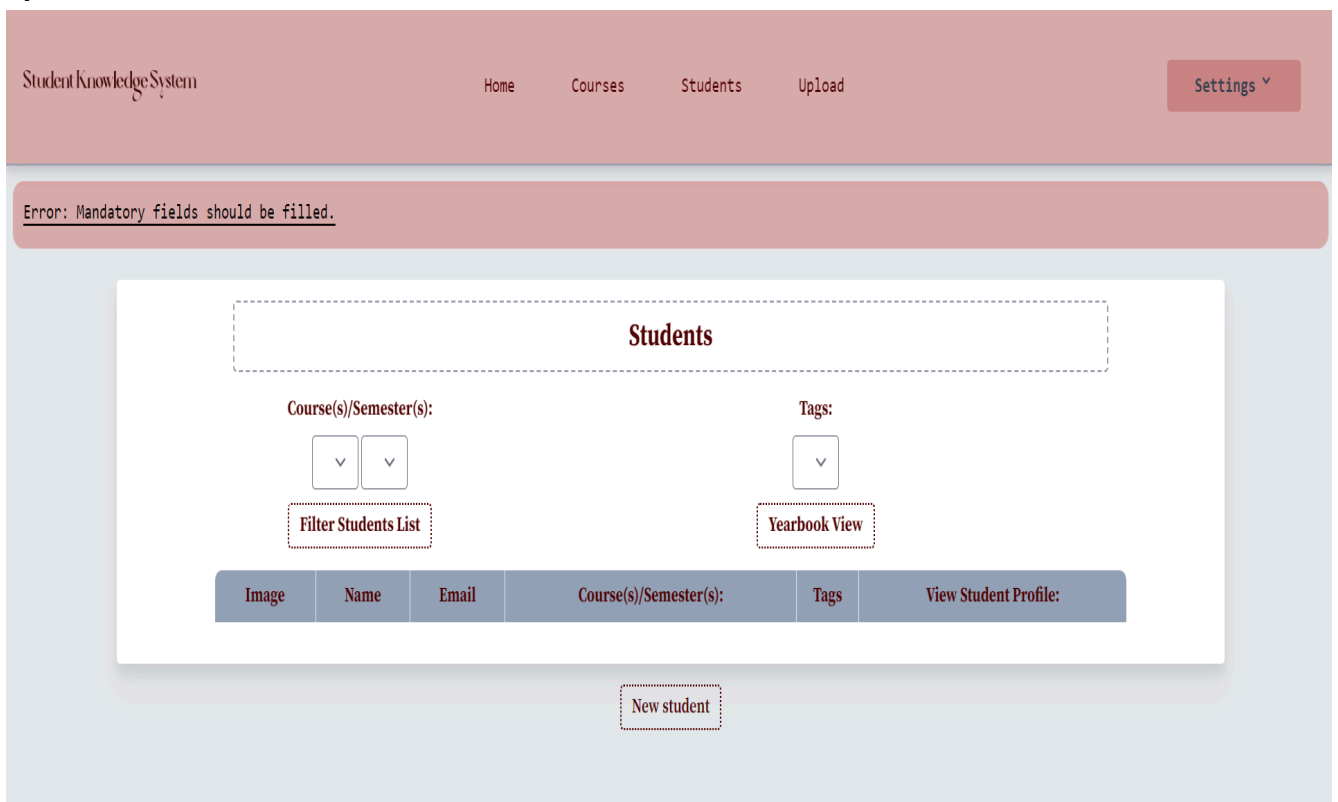 Student Knowledge System Home Courses Students Upload Settings
Error: Mandatory fields should be filled.
Students
Course(s)/Semester(s): Tags:
Filter Students List Yearbook View
Image Name Email Course(s)/Semester(s): Tags View Student Profile:
New student